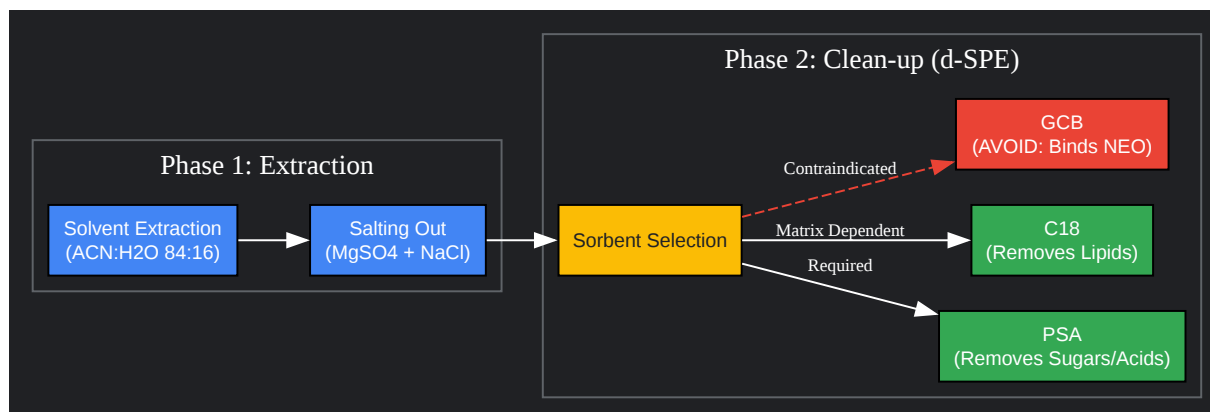 Phase 1: Extraction
Solvent Extraction
(ACN:H2O 84:16)
Salting Out
(MgSO4 + NaCl)
Phase 2: Clean-up (d-SPE)
Sorbent Selection
Contraindicated
GCB
(AVOID: Binds NEO)
Matrix Dependent
C18
(Removes Lipids)
Required
PSA
(Removes Sugars/Acids)